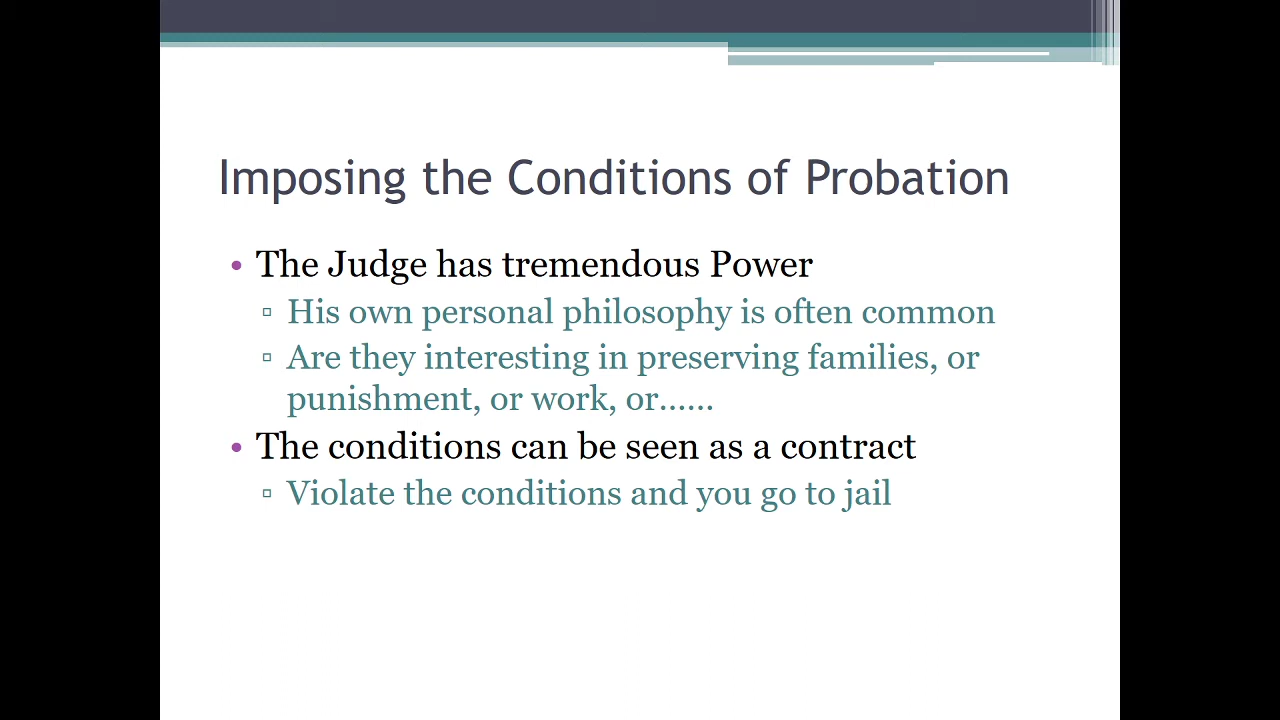 Imposing the Conditions of Probation
• The Judge has tremendous Power
▫ His own personal philosophy is often common
▫ Are they interesting in preserving families, or
punishment, or work, or……
• The conditions can be seen as a contract
▫ Violate the conditions and you go to jail